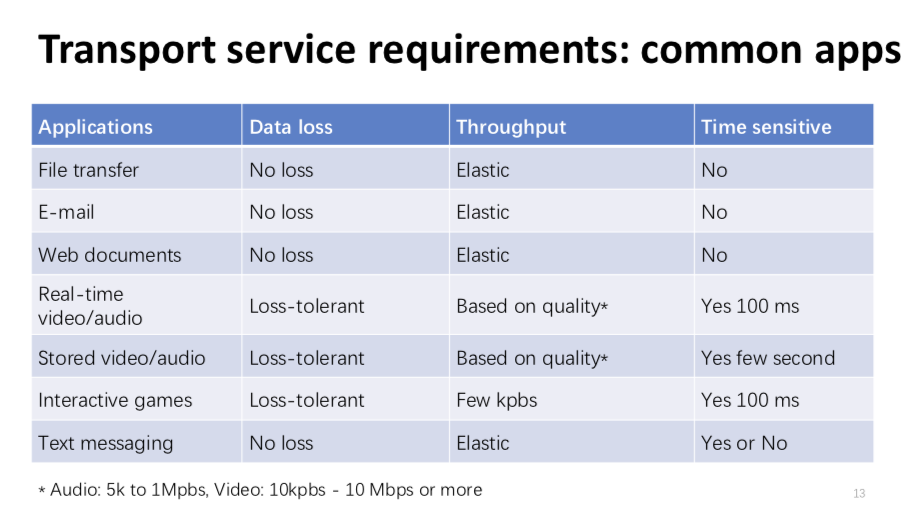 Transport service requirements: common apps
Applications Data loss Throughput Time sensitive
File transfer No loss Elastic No
E-mail No loss Elastic No
Web documents No loss Elastic No
Real-time
video/audio Loss-tolerant Based on quality* Yes 100 ms
Stored video/audio Loss-tolerant Based on quality* Yes few second
Interactive games Loss-tolerant Few kpbs Yes 100 ms
Text messaging No loss Elastic Yes or No
* Audio: 5k to 1Mpbs, Video: 10kpbs - 10 Mbps or more
13